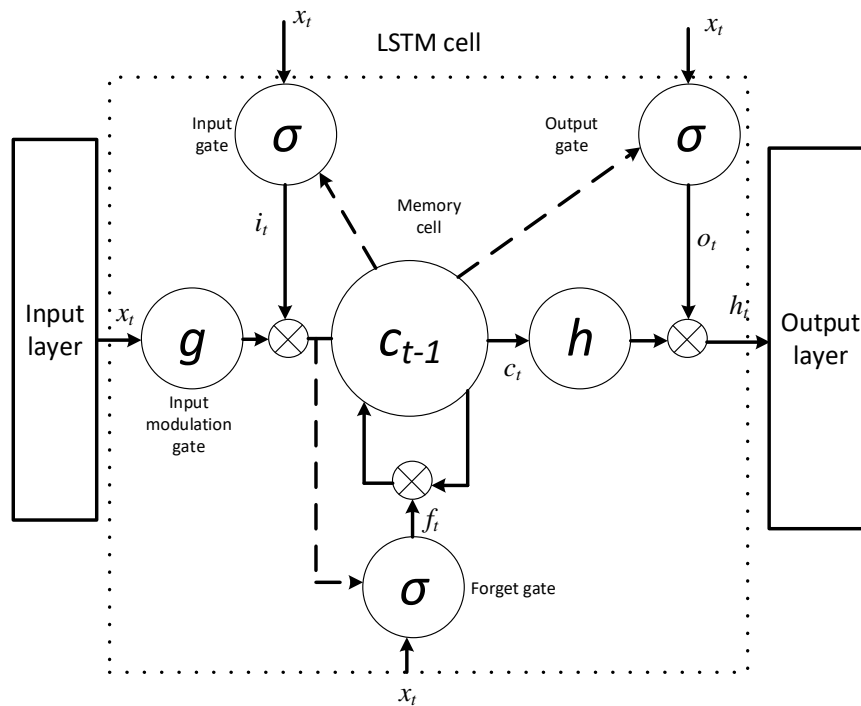 x_t
LSTM cell
x_t
Input
gate
σ
Output
gate
σ
i_t
Memory
cell
o_t
Input
layer
x_t
g
c_{t-1}
c_t
h
h_t
Output
layer
Input
modulation
gate
f_t
σ
Forget gate
x_t